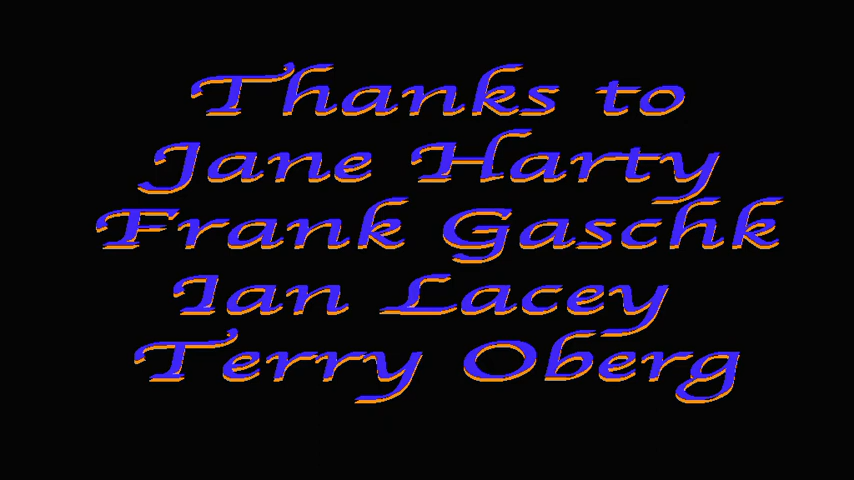 Thanks to
Jane Harty
Frank Gaschk
Ian Lacey
Terry Oberg